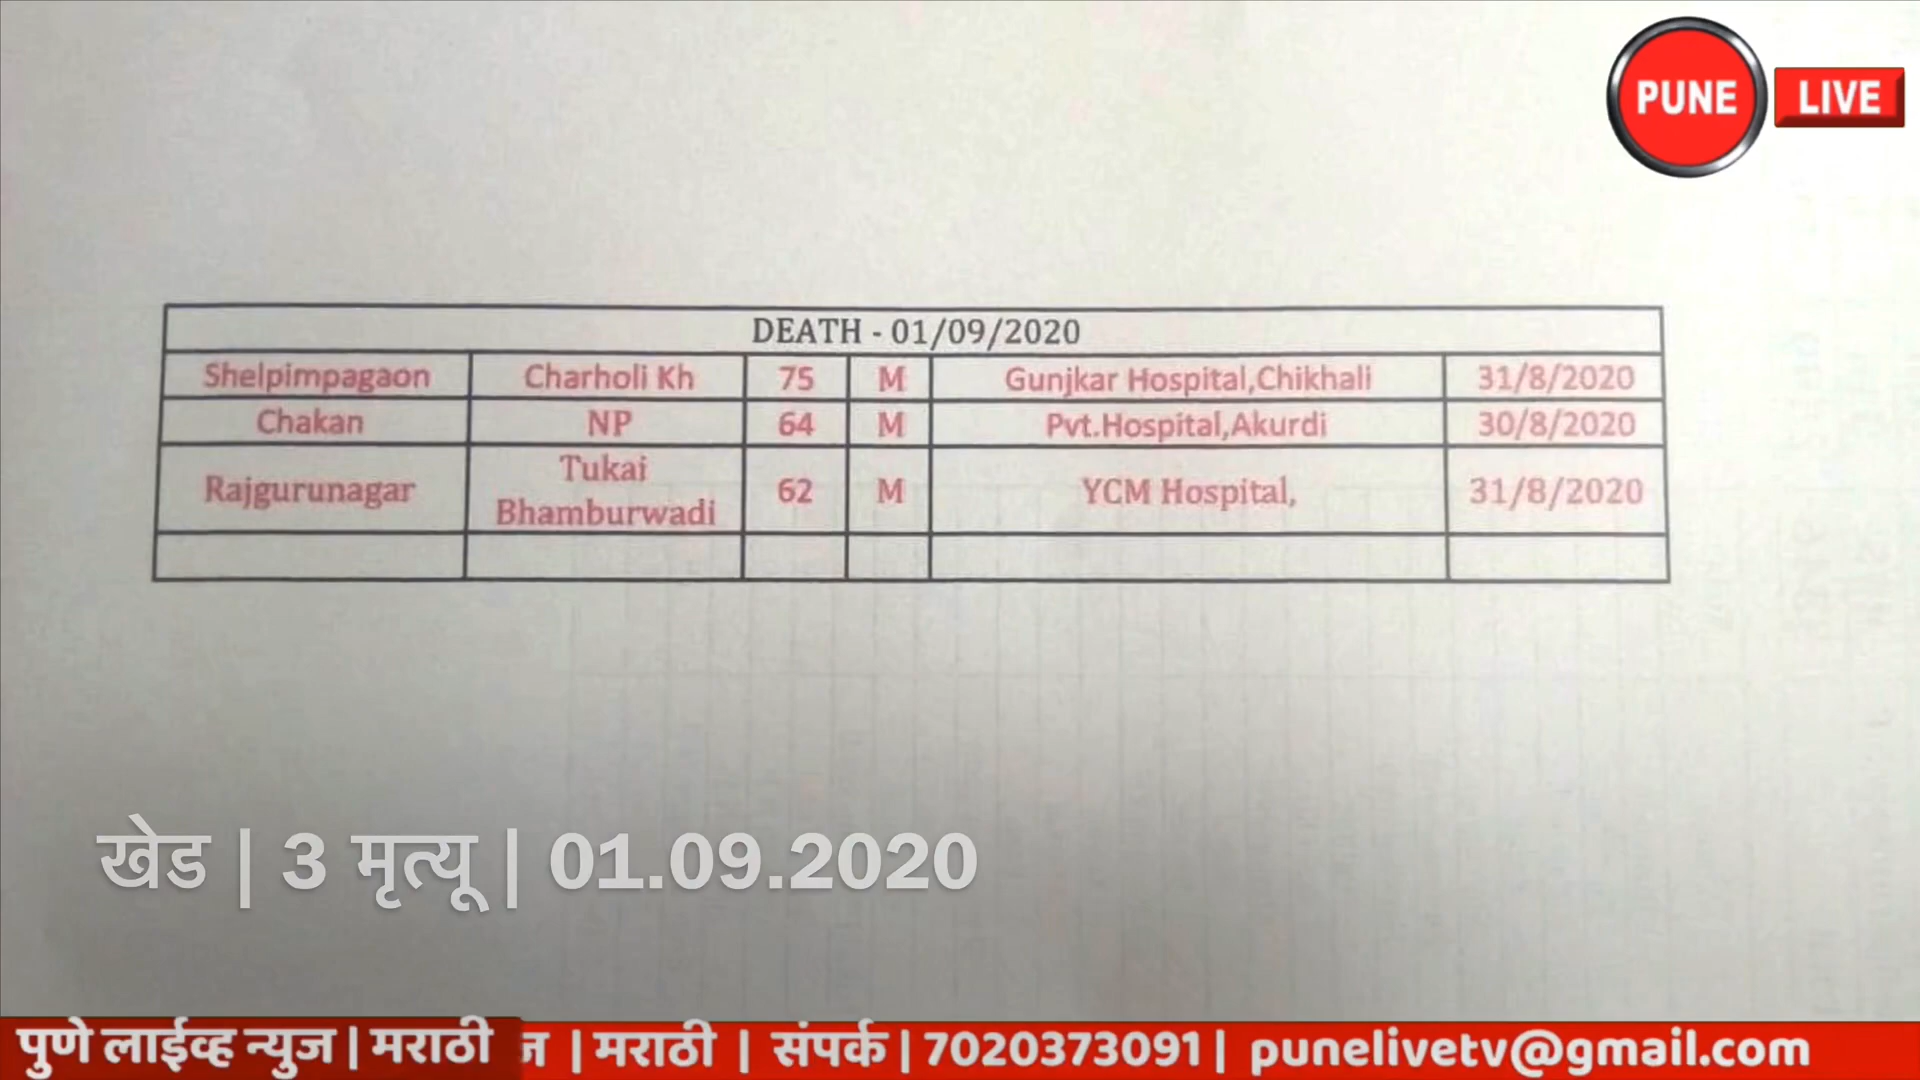 PUNE LIVE
DEATH - 01/09/2020
Shelpimpagaon Charholi Kh 75 M Gunjkar Hospital,Chikhali 31/8/2020
Chakan NP 64 M Pvt.Hospital,Akurdi 30/8/2020
Rajgurunagar Tukai Bhamburwadi 62 M YCM Hospital, 31/8/2020
खेड | 3 मृत्यू | 01.09.2020
पुणे लाईव्ह न्युज | मराठी ज | मराठी | संपर्क | 7020373091 | punelivetv@gmail.com